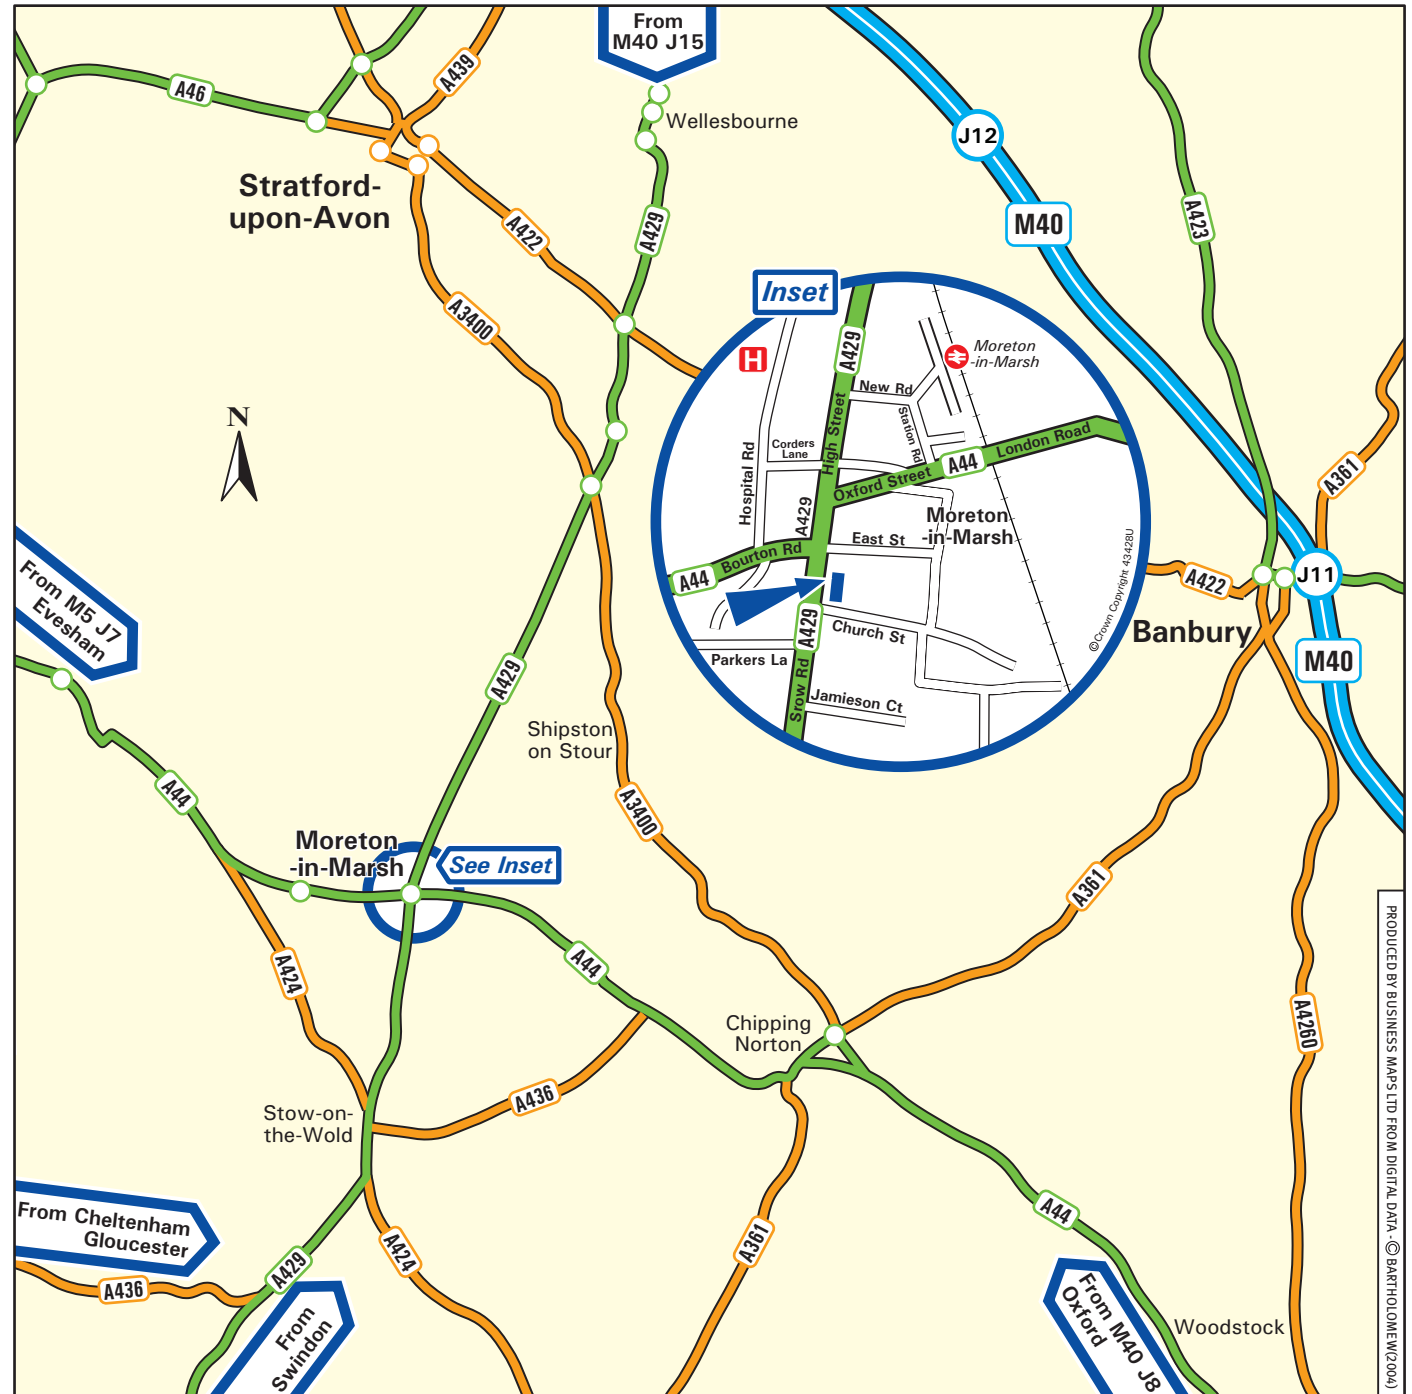 From
M40 J15
A439
A46
Wellesbourne
J12
Stratford-
upon-Avon
A422
A429
M40
A423
A3400
Inset
A429
Moreton
-in-Marsh
H
New Rd
High Street
Station Rd
Corders
Lane
Hospital Rd
London Road
A44
Oxford Street
A429
Moreton
-in-Marsh
East St
Bourton Rd
A44
A429
Church St
Parkers La
Srow Rd
Jamieson Ct
©Crown Copyright 43428U
N
A361
A422
J11
Banbury
M40
From M5 J7
Evesham
A429
Shipston
on Stour
A44
A3400
Moreton
-in-Marsh
See Inset
A361
A424
A44
Chipping
Norton
A4260
A436
Stow-on-
the-Wold
From Cheltenham
Gloucester
A44
A424
A361
A429
A436
From
Swindon
From M40 J8
Oxford
Woodstock
PRODUCED BY BUSINESS MAPS LTD FROM DIGITAL DATA - © BARTHOLOMEW(2004)